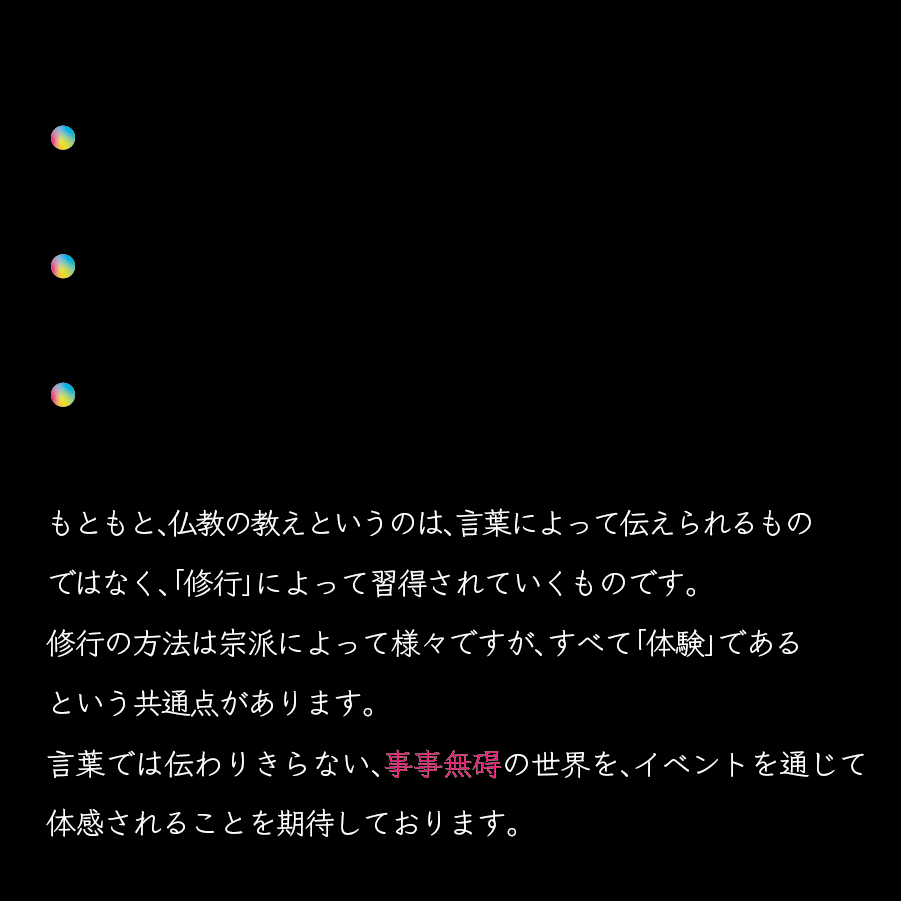 もともと、仏教の教えというのは、言葉によって伝えられるもの
ではなく、「修行」によって習得されていくものです。
修行の方法は宗派によって様々ですが、すべて「体験」である
という共通点があります。
言葉では伝わりきらない、事事無碍の世界を、イベントを通じて
体感されることを期待しております。